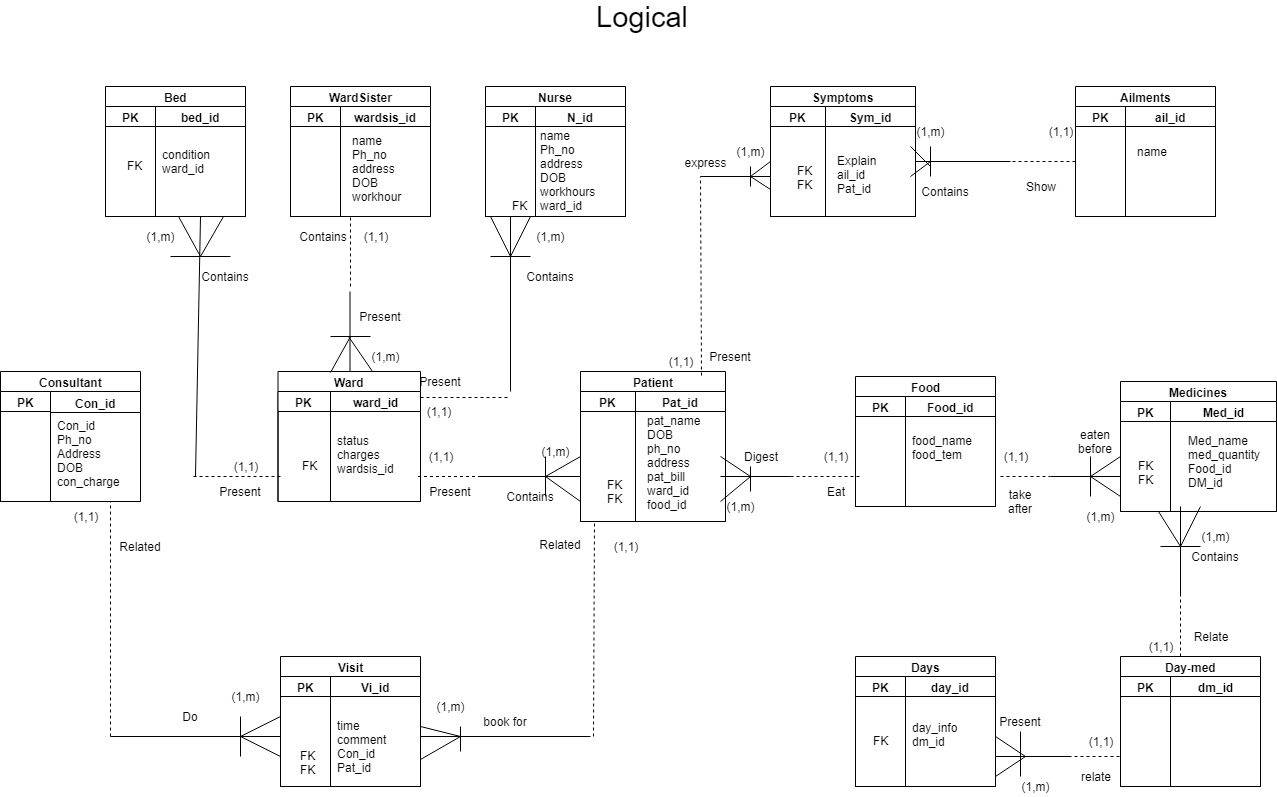 Logical
Bed
PK bed_id
condition
FK ward_id
(1,m)
Contains
WardSister
PK wardsis_id
name
Ph_no
address
DOB
workhour
Contains (1,1)
Present
(1,m)
Nurse
PK N_id
name
Ph_no
address
DOB
workhours
FK ward_id
(1,m)
Contains
Symptoms
PK Sym_id
Explain
FK ail_id
FK Pat_id
(1,m)
express
(1,m)
Contains
Ailments
PK ail_id
name
(1,1)
Show
Consultant
PK Con_id
Con_id
Ph_no
Address
DOB
con_charge
(1,1)
Related
Ward
PK ward_id
status
charges
FK wardsis_id
Present
(1,1)
(1,1)
Present
(1,1)
Present
(1,m)
Contains
Patient
PK Pat_id
pat_name
DOB
ph_no
address
pat_bill
FK ward_id
FK food_id
(1,1) Present
Digest
(1,m)
Related (1,1)
Food
PK Food_id
food_name
food_tem
(1,1)
Eat
(1,1)
take
after
Medicines
PK Med_id
Med_name
med_quantity
FK Food_id
FK DM_id
eaten
before
(1,m)
(1,m)
Contains
Relate
(1,1)
Visit
PK Vi_id
time
comment
FK Con_id
FK Pat_id
(1,m)
Do
(1,m)
book for
Days
PK day_id
day_info
FK dm_id
Present
(1,m)
(1,1)
relate
Day-med
PK dm_id